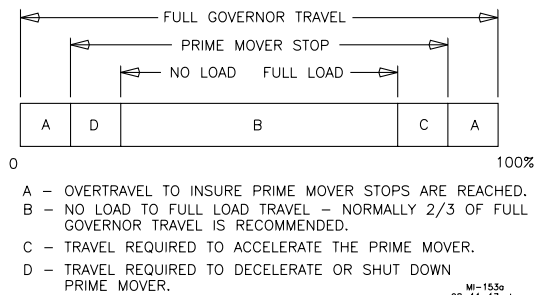 FULL GOVERNOR TRAVEL
PRIME MOVER STOP
NO LOAD FULL LOAD
A D B C A
0 100%
A – OVERTRAVEL TO INSURE PRIME MOVER STOPS ARE REACHED.
B – NO LOAD TO FULL LOAD TRAVEL – NORMALLY 2/3 OF FULL
GOVERNOR TRAVEL IS RECOMMENDED.
C – TRAVEL REQUIRED TO ACCELERATE THE PRIME MOVER.
D – TRAVEL REQUIRED TO DECELERATE OR SHUT DOWN
PRIME MOVER.
MI–153a